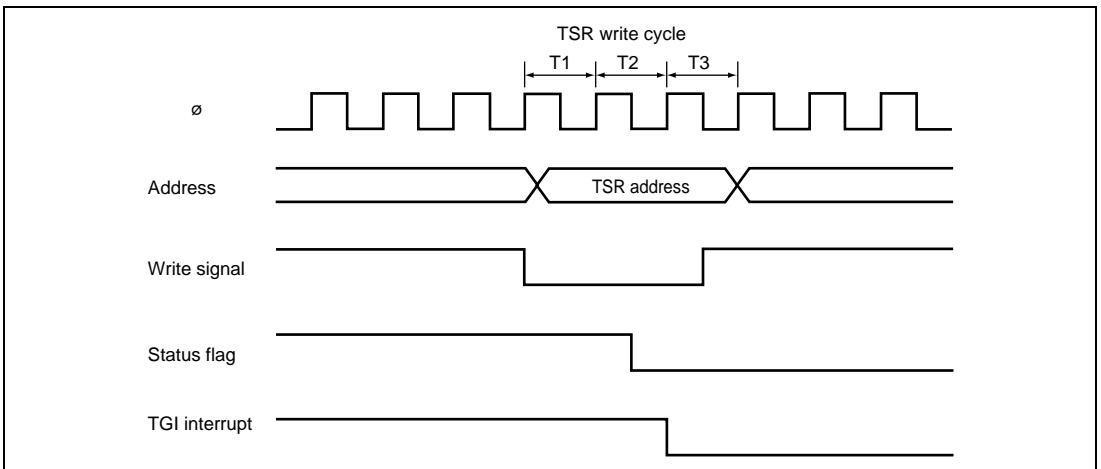 TSR write cycle
T1 T2 T3
ø
Address TSR address
Write signal
Status flag
TGI interrupt